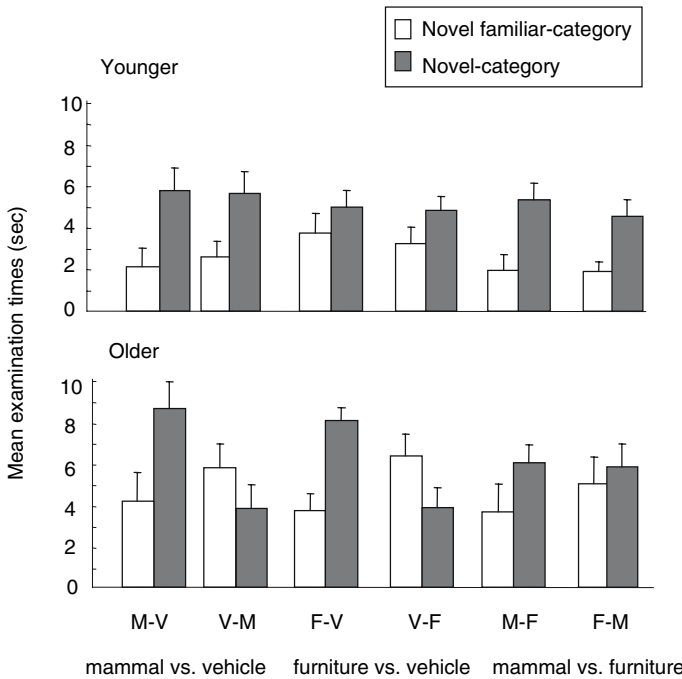 Novel familiar-category
Novel-category
Younger
10
8
6
4
2
0
Mean examination times (sec)
Older
10
8
6
4
2
0
M-V V-M F-V V-F M-F F-M
mammal vs. vehicle furniture vs. vehicle mammal vs. furniture